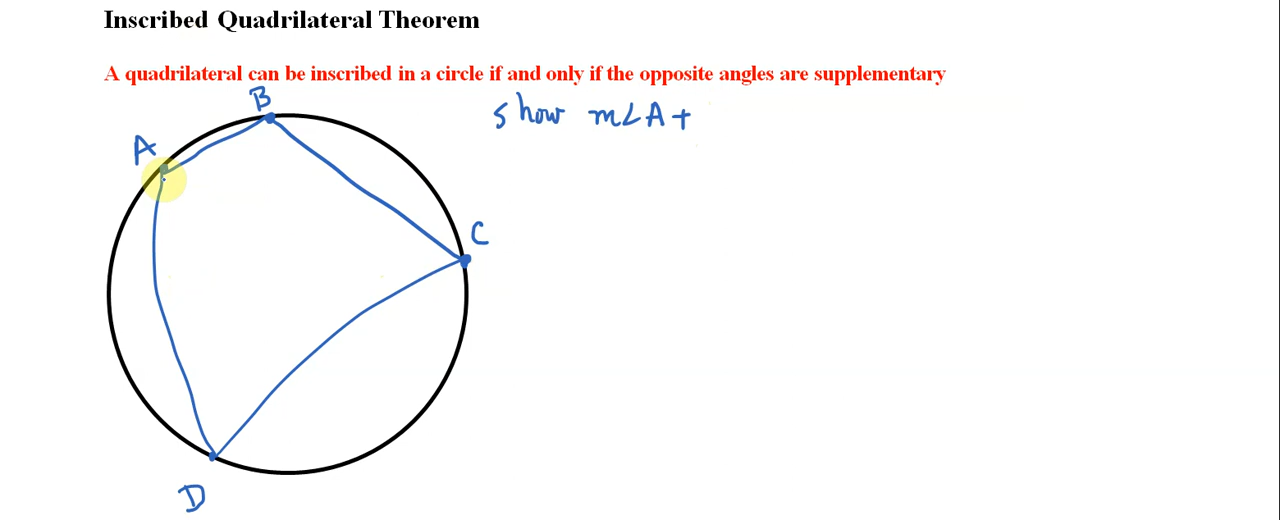 Inscribed Quadrilateral Theorem
A quadrilateral can be inscribed in a circle if and only if the opposite angles are supplementary
B
show m∠A+
A
C
D